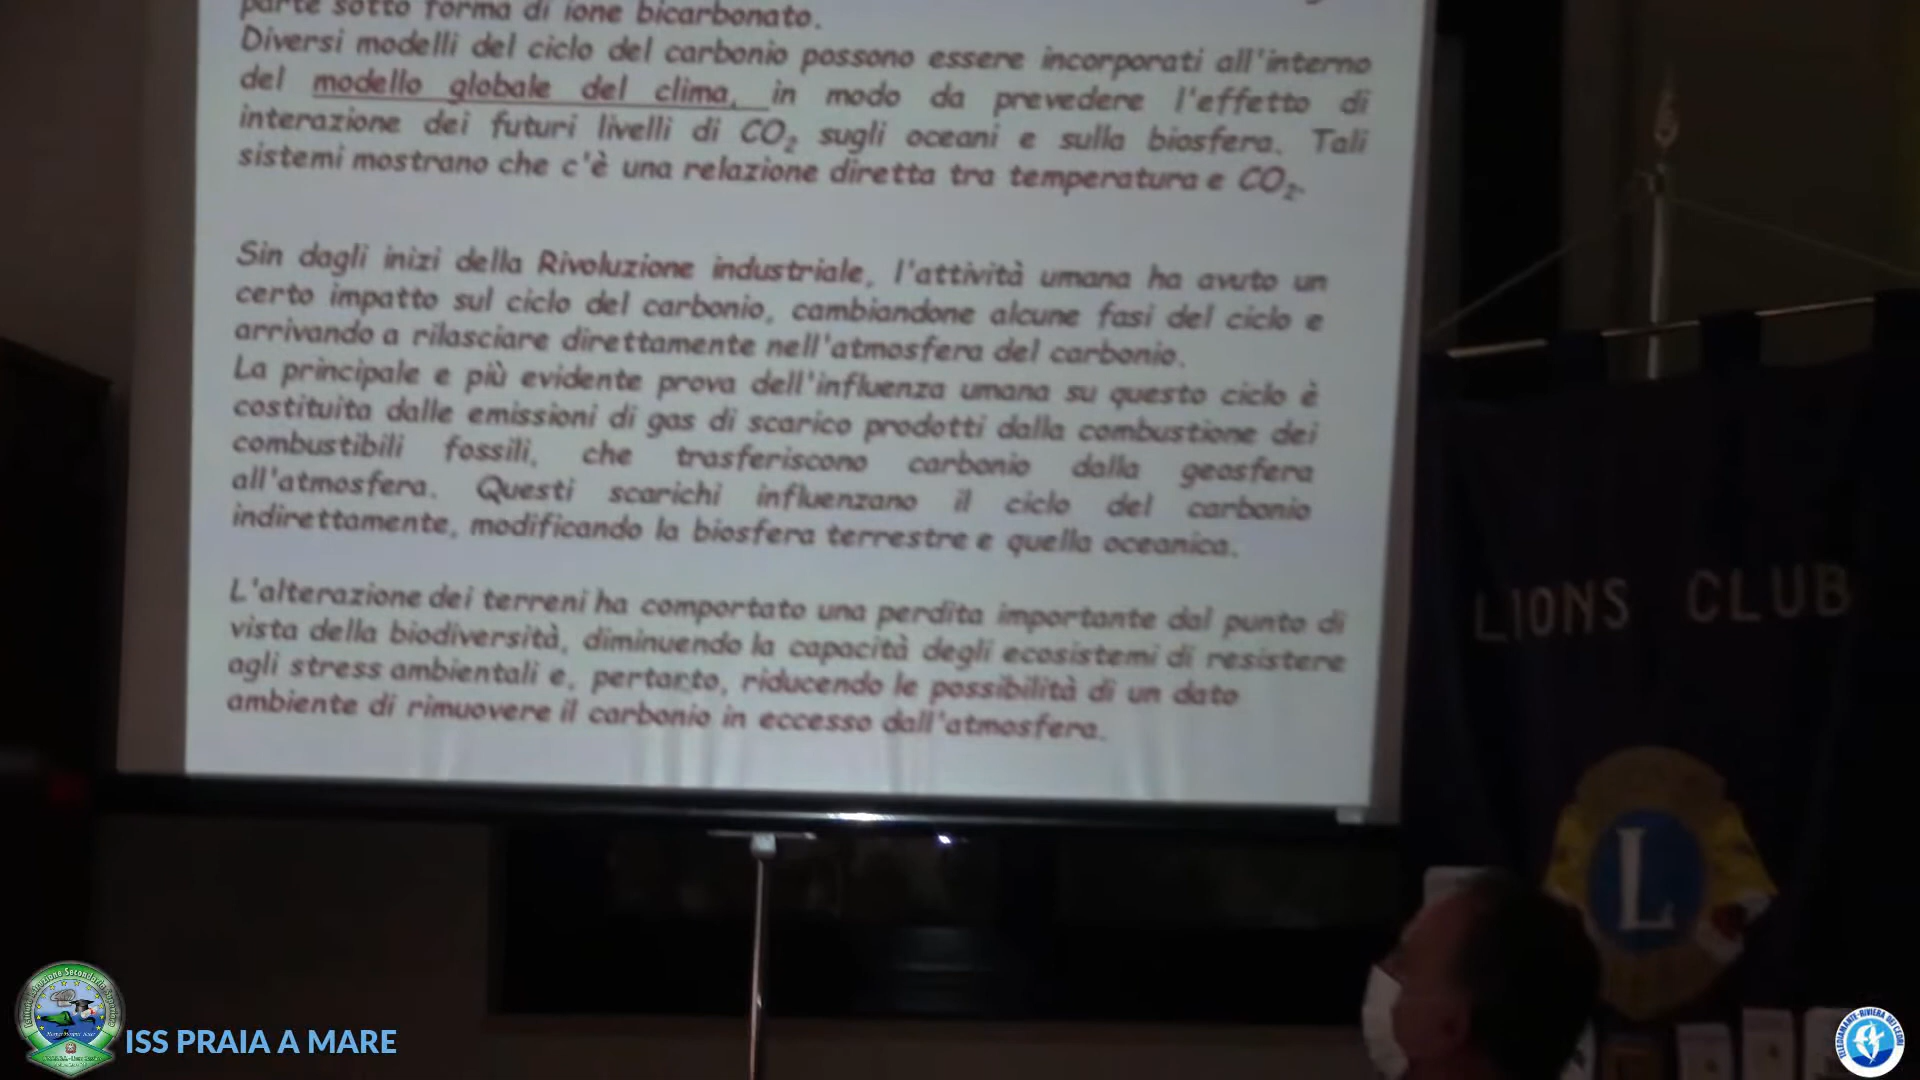 parte sotto forma di ione bicarbonato.
Diversi modelli del ciclo del carbonio possono essere incorporati all'interno
del modello globale del clima, in modo da prevedere l'effetto di
interazione dei futuri livelli di CO₂ sugli oceani e sulla biosfera. Tali
sistemi mostrano che c'è una relazione diretta tra temperatura e CO₂.
Sin dagli inizi della Rivoluzione industriale, l'attività umana ha avuto un
certo impatto sul ciclo del carbonio, cambiandone alcune fasi del ciclo e
arrivando a rilasciare direttamente nell'atmosfera del carbonio.
La principale e più evidente prova dell'influenza umana su questo ciclo è
costituita dalle emissioni di gas di scarico prodotti dalla combustione dei
combustibili fossili, che trasferiscono carbonio dalla geosfera
all'atmosfera. Questi scarichi influenzano il ciclo del carbonio
indirettamente, modificando la biosfera terrestre e quella oceanica.
L'alterazione dei terreni ha comportato una perdita importante dal punto di
vista della biodiversità, diminuendo la capacità degli ecosistemi di resistere
agli stress ambientali e, pertanto, riducendo le possibilità di un dato
ambiente di rimuovere il carbonio in eccesso dall'atmosfera.
LIONS CLUB
L
ISS PRAIA A MARE
TELEDIAMANTE-RIVIERA DEI CEDRI